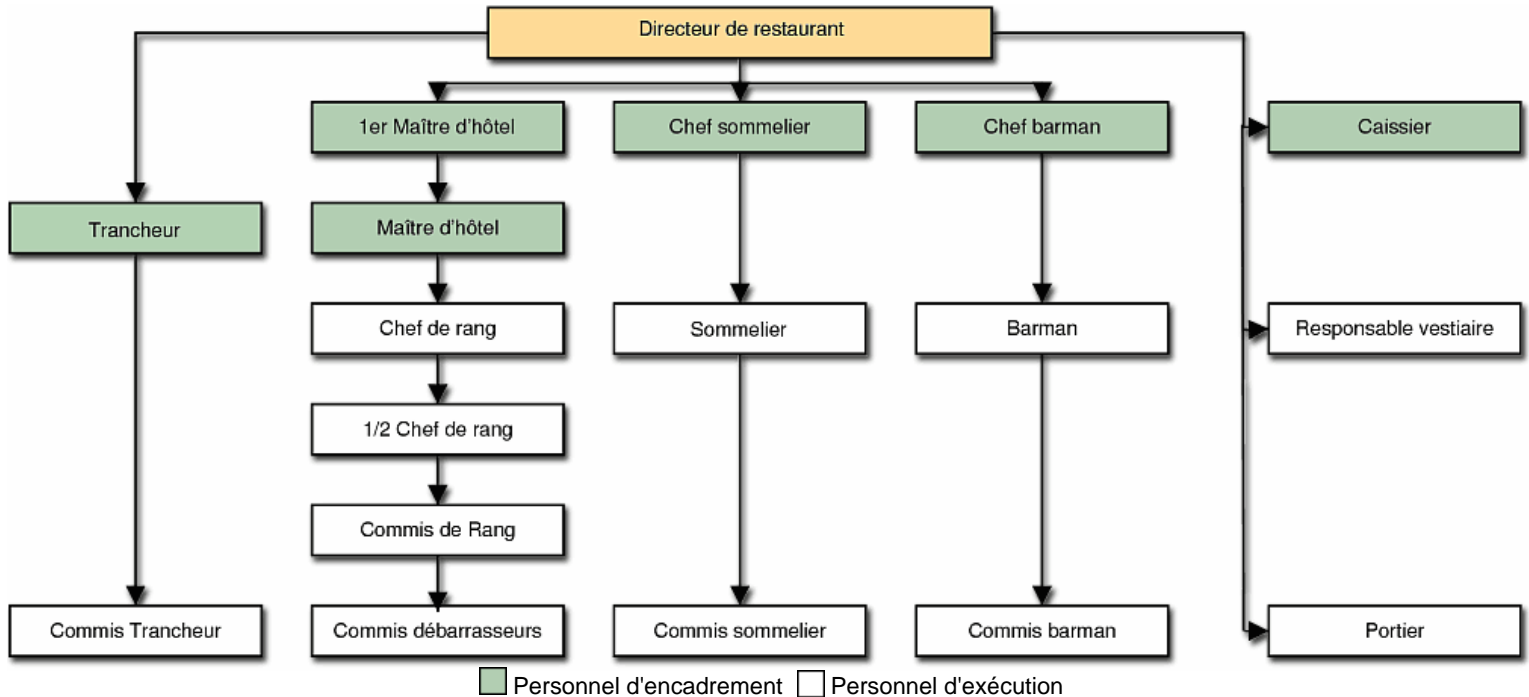 Directeur de restaurant
1er Maître d'hôtel
Chef sommelier
Chef barman
Caissier
Trancheur
Maître d'hôtel
Chef de rang
Sommelier
Barman
Responsable vestiaire
1/2 Chef de rang
Commis de Rang
Commis Trancheur
Commis débarrasseurs
Commis sommelier
Commis barman
Portier
Personnel d'encadrement
Personnel d'exécution